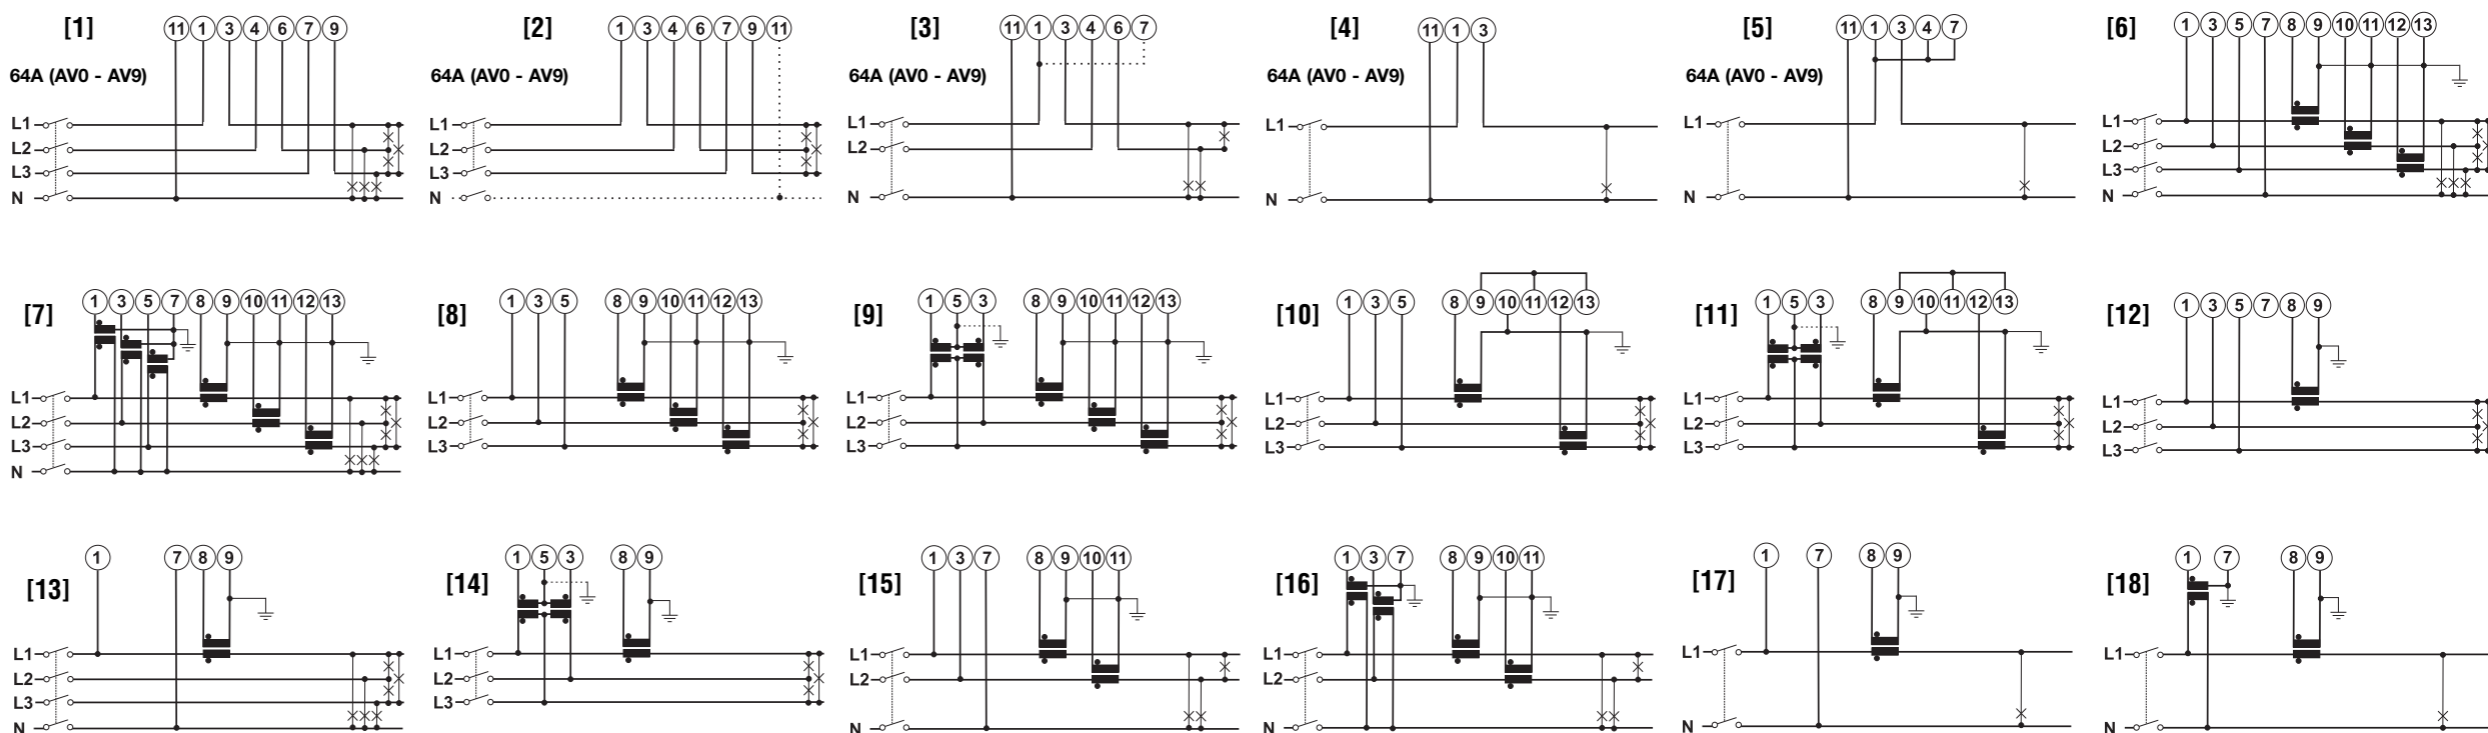 [1] 11 1 3 4 6 7 9
64A (AV0 - AV9)
L1
L2
L3
N
[2] 1 3 4 6 7 9 11
64A (AV0 - AV9)
L1
L2
L3
N
[3] 11 1 3 4 6 7
64A (AV0 - AV9)
L1
L2
N
[4] 11 1 3
64A (AV0 - AV9)
L1
N
[5] 11 1 3 4 7
64A (AV0 - AV9)
L1
N
[6] 1 3 5 7 8 9 10 11 12 13
L1
L2
L3
N
[7] 1 3 5 7 8 9 10 11 12 13
L1
L2
L3
N
[8] 1 3 5 8 9 10 11 12 13
L1
L2
L3
[9] 1 5 3 8 9 10 11 12 13
L1
L2
L3
[10] 1 3 5 8 9 10 11 12 13
L1
L2
L3
[11] 1 5 3 8 9 10 11 12 13
L1
L2
L3
[12] 1 3 5 7 8 9
L1
L2
L3
[13] 1 7 8 9
L1
L2
L3
N
[14] 1 5 3 8 9
L1
L2
L3
[15] 1 3 7 8 9 10 11
L1
L2
N
[16] 1 3 7 8 9 10 11
L1
L2
N
[17] 1 7 8 9
L1
N
[18] 1 7 8 9
L1
N